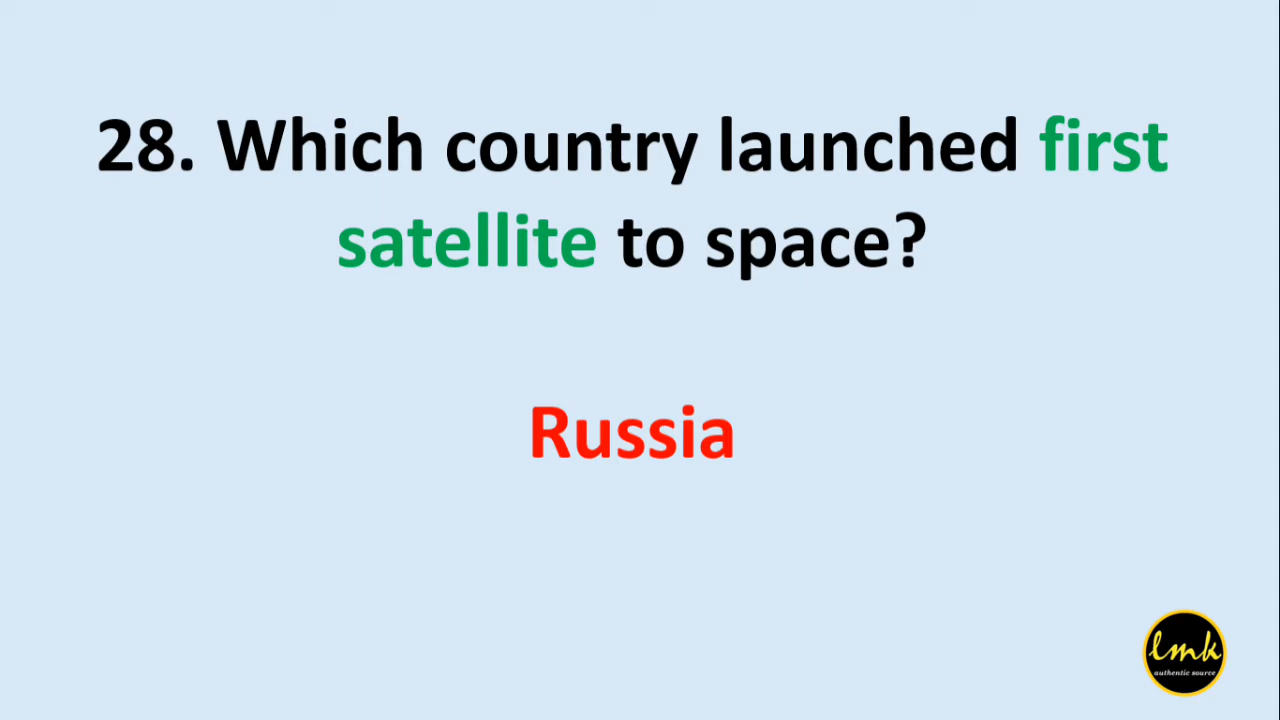 28. Which country launched first
satellite to space?
Russia
lmk
authentic source